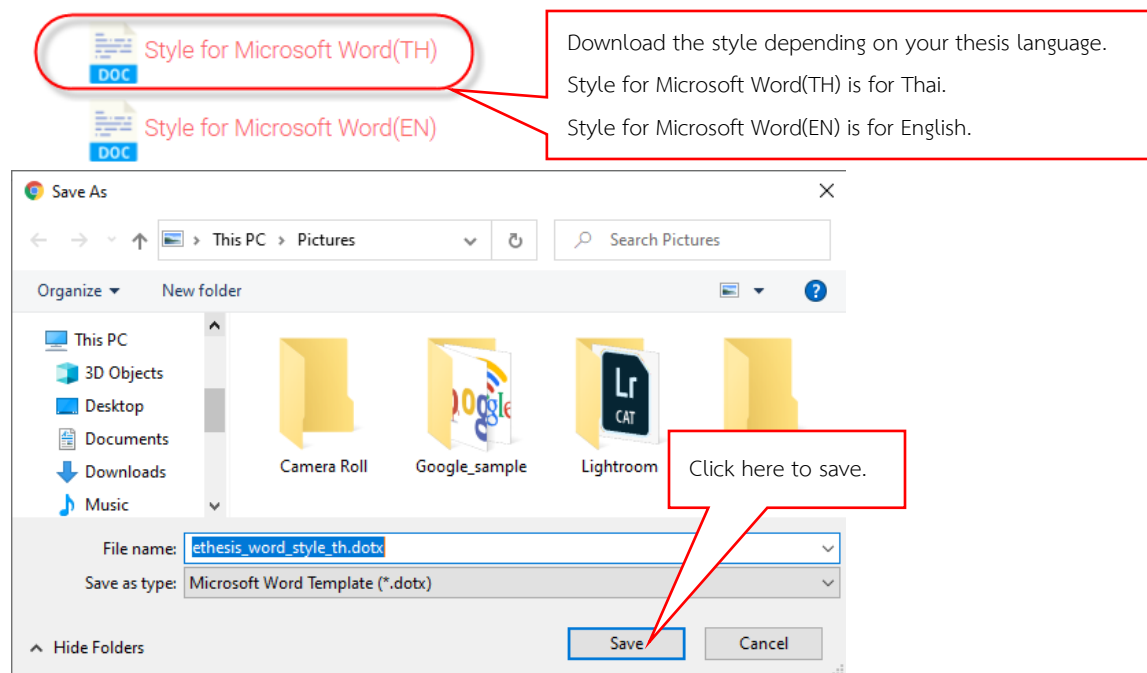 Style for Microsoft Word(TH)
DOC
Style for Microsoft Word(EN)
DOC
Download the style depending on your thesis language.
Style for Microsoft Word(TH) is for Thai.
Style for Microsoft Word(EN) is for English.
Save As
This PC > Pictures
Search Pictures
Organize
New folder
?
This PC
3D Objects
Desktop
Documents
Downloads
Music
Lr
CAT
Camera Roll
Google_sample
Lightroom
Click here to save.
File name: ethesis_word_style_th.dotx
Save as type: Microsoft Word Template (*.dotx)
Hide Folders
Save
Cancel